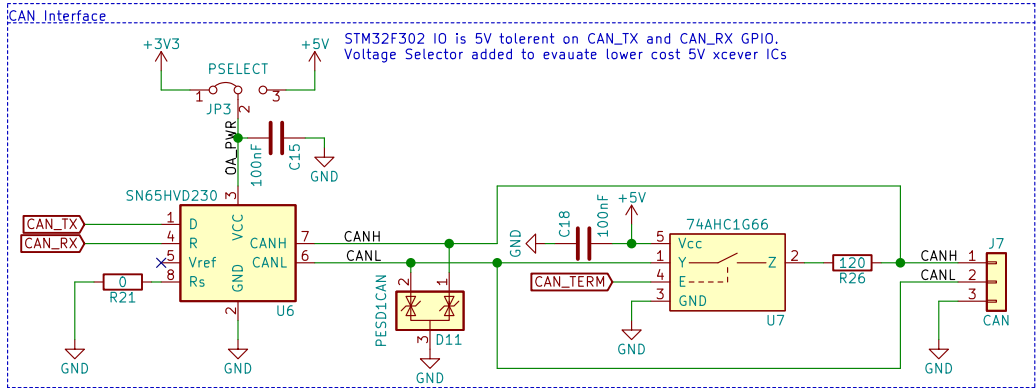 CAN Interface
STM32F302 IO is 5V tolerent on CAN_TX and CAN_RX GPIO.
Voltage Selector added to evauate lower cost 5V xcever ICs
+3V3
+5V
PSELECT
1
3
JP3
2
OA_PWR
100nF
C15
GND
SN65HVD230
3
CAN_TX
1
D
VCC
CAN_RX
4
R
CANH
7
CANH
5
Vref
CANL
6
CANL
8
Rs
GND
0
R21
2
U6
GND
GND
PESD1CAN
2
1
D11
3
GND
GND
C18
100nF
+5V
74AHC1G66
5
Vcc
1
Y
Z
2
CAN_TERM
4
E
3
GND
U7
GND
120
R26
J7
CANH
1
CANL
2
3
CAN
GND